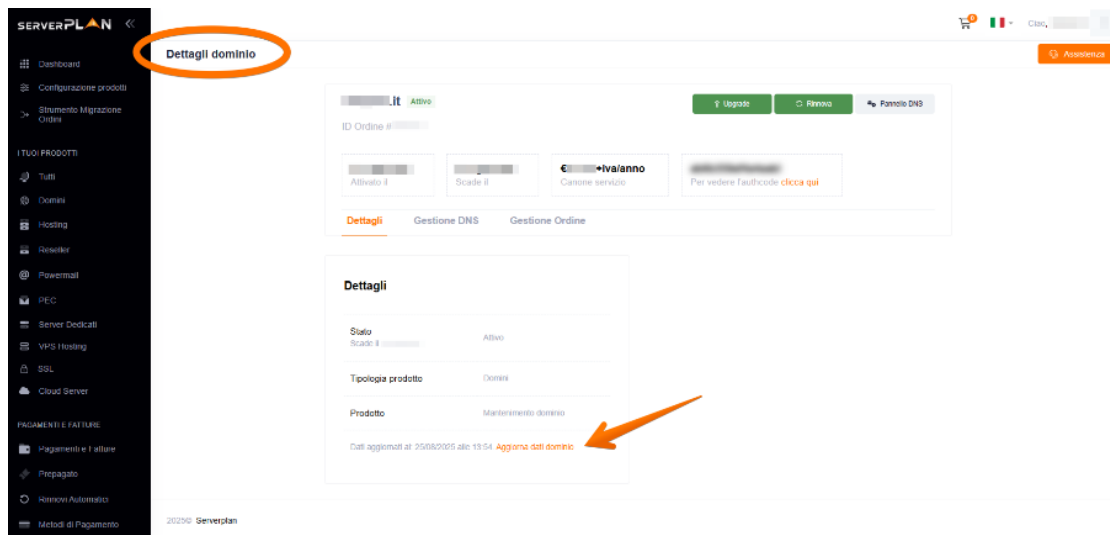 SERVERPLAN
Ciao,
Dettagli dominio
Assistenza
Dashboard
Configurazione prodotti
Strumento Migrazione
Ordini
I TUOI PRODOTTI
Tutti
Domini
Hosting
Reseller
Powermail
PEC
Server Dedicati
VPS Hosting
SSL
Cloud Server
PAGAMENTI E FATTURE
Pagamenti e Fatture
Prepagato
Rinnovi Automatici
Metodi di Pagamento
.it Attivo
Upgrade
Rinnova
Pannello DNS
ID Ordine #
Attivato il
Scade il
€ +Iva/anno
Canone servizio
Per vedere l'authcode clicca qui
Dettagli Gestione DNS Gestione Ordine
Dettagli
Stato
Scade il
Attivo
Tipologia prodotto Domini
Prodotto Mantenimento dominio
Dati aggiornati al: 25/08/2025 alle 13:54 Aggiorna dati dominio
2025© Serverplan